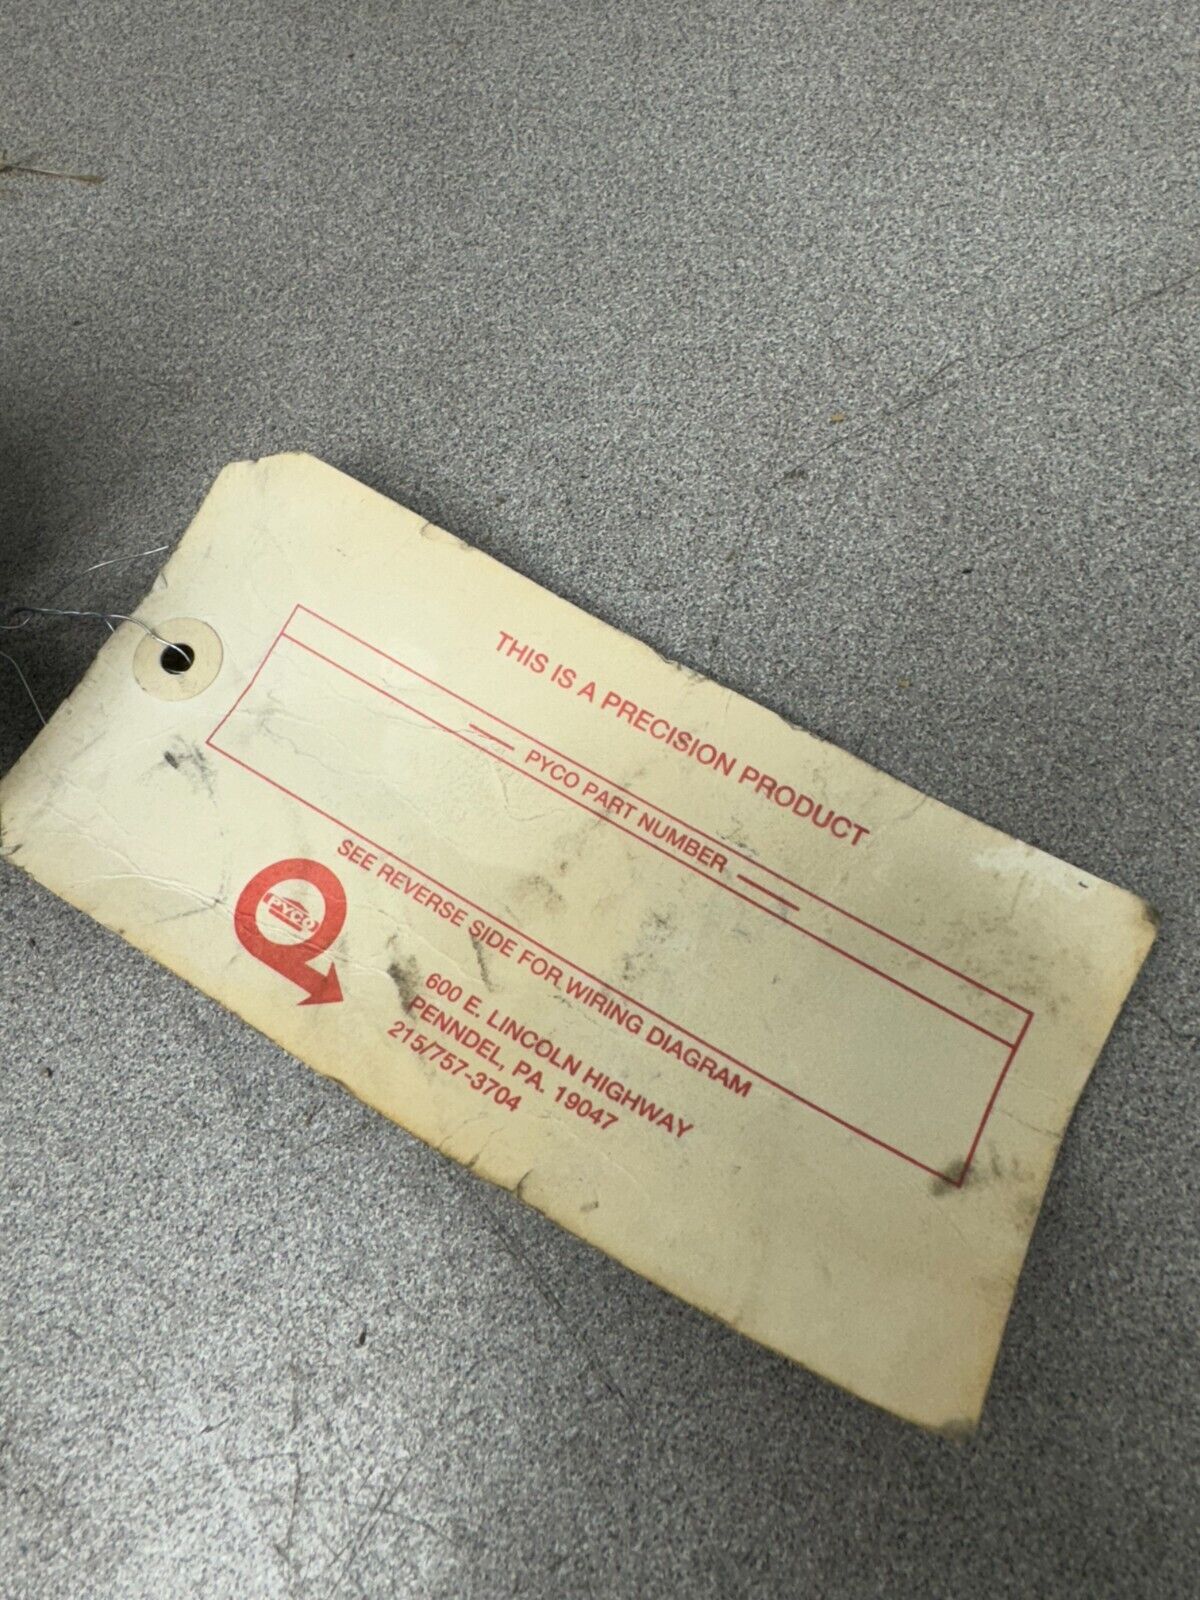 THIS IS A PRECISION PRODUCT
PYCO PART NUMBER
SEE REVERSE SIDE FOR WIRING DIAGRAM
PYCO
600 E. LINCOLN HIGHWAY
PENNDEL, PA. 19047
215/757-3704